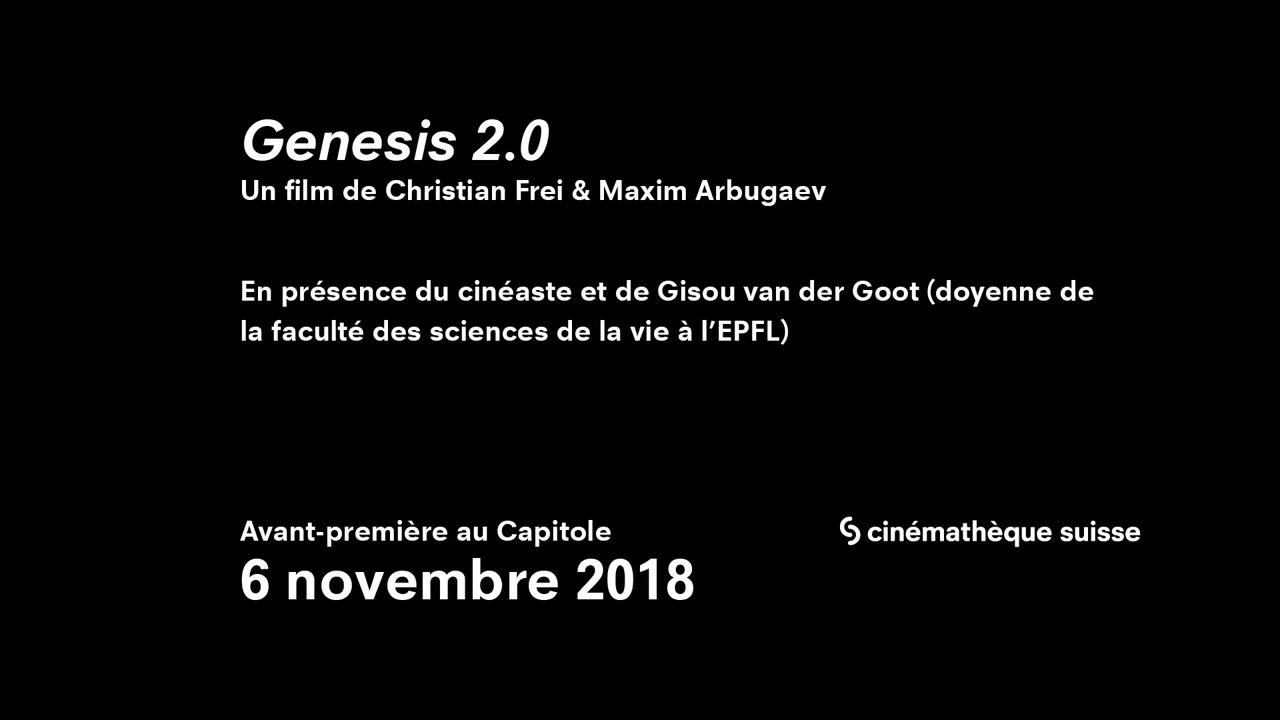 Genesis 2.0
Un film de Christian Frei & Maxim Arbugaev
En présence du cinéaste et de Gisou van der Goot (doyenne de
la faculté des sciences de la vie à l’EPFL)
Avant-première au Capitole
6 novembre 2018
cinémathèque suisse